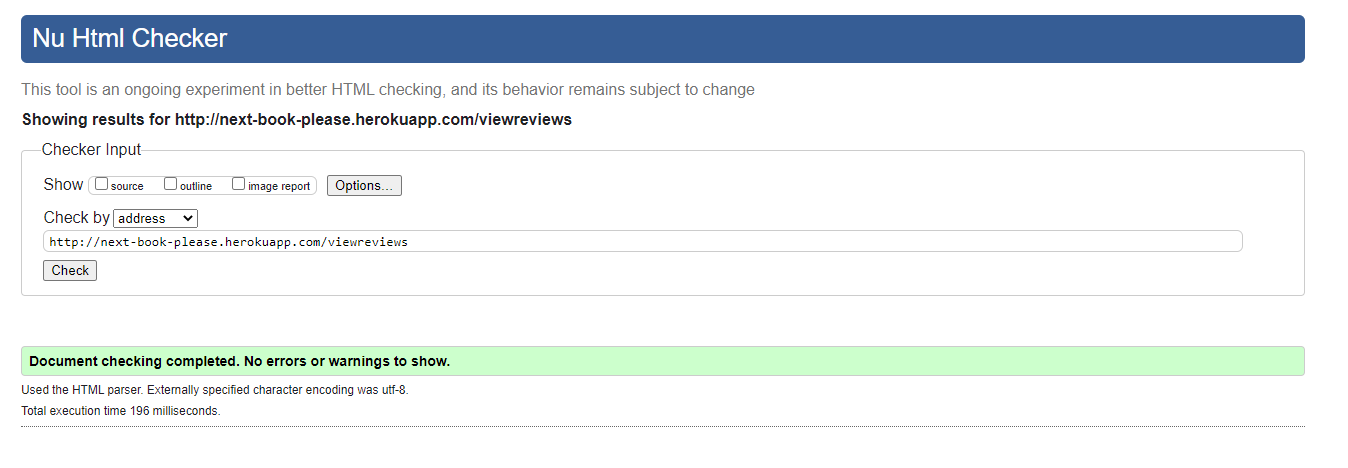 Nu Html Checker
This tool is an ongoing experiment in better HTML checking, and its behavior remains subject to change
Showing results for http://next-book-please.herokuapp.com/viewreviews
Checker Input
Show source outline image report Options...
Check by address
http://next-book-please.herokuapp.com/viewreviews
Check
Document checking completed. No errors or warnings to show.
Used the HTML parser. Externally specified character encoding was utf-8.
Total execution time 196 milliseconds.